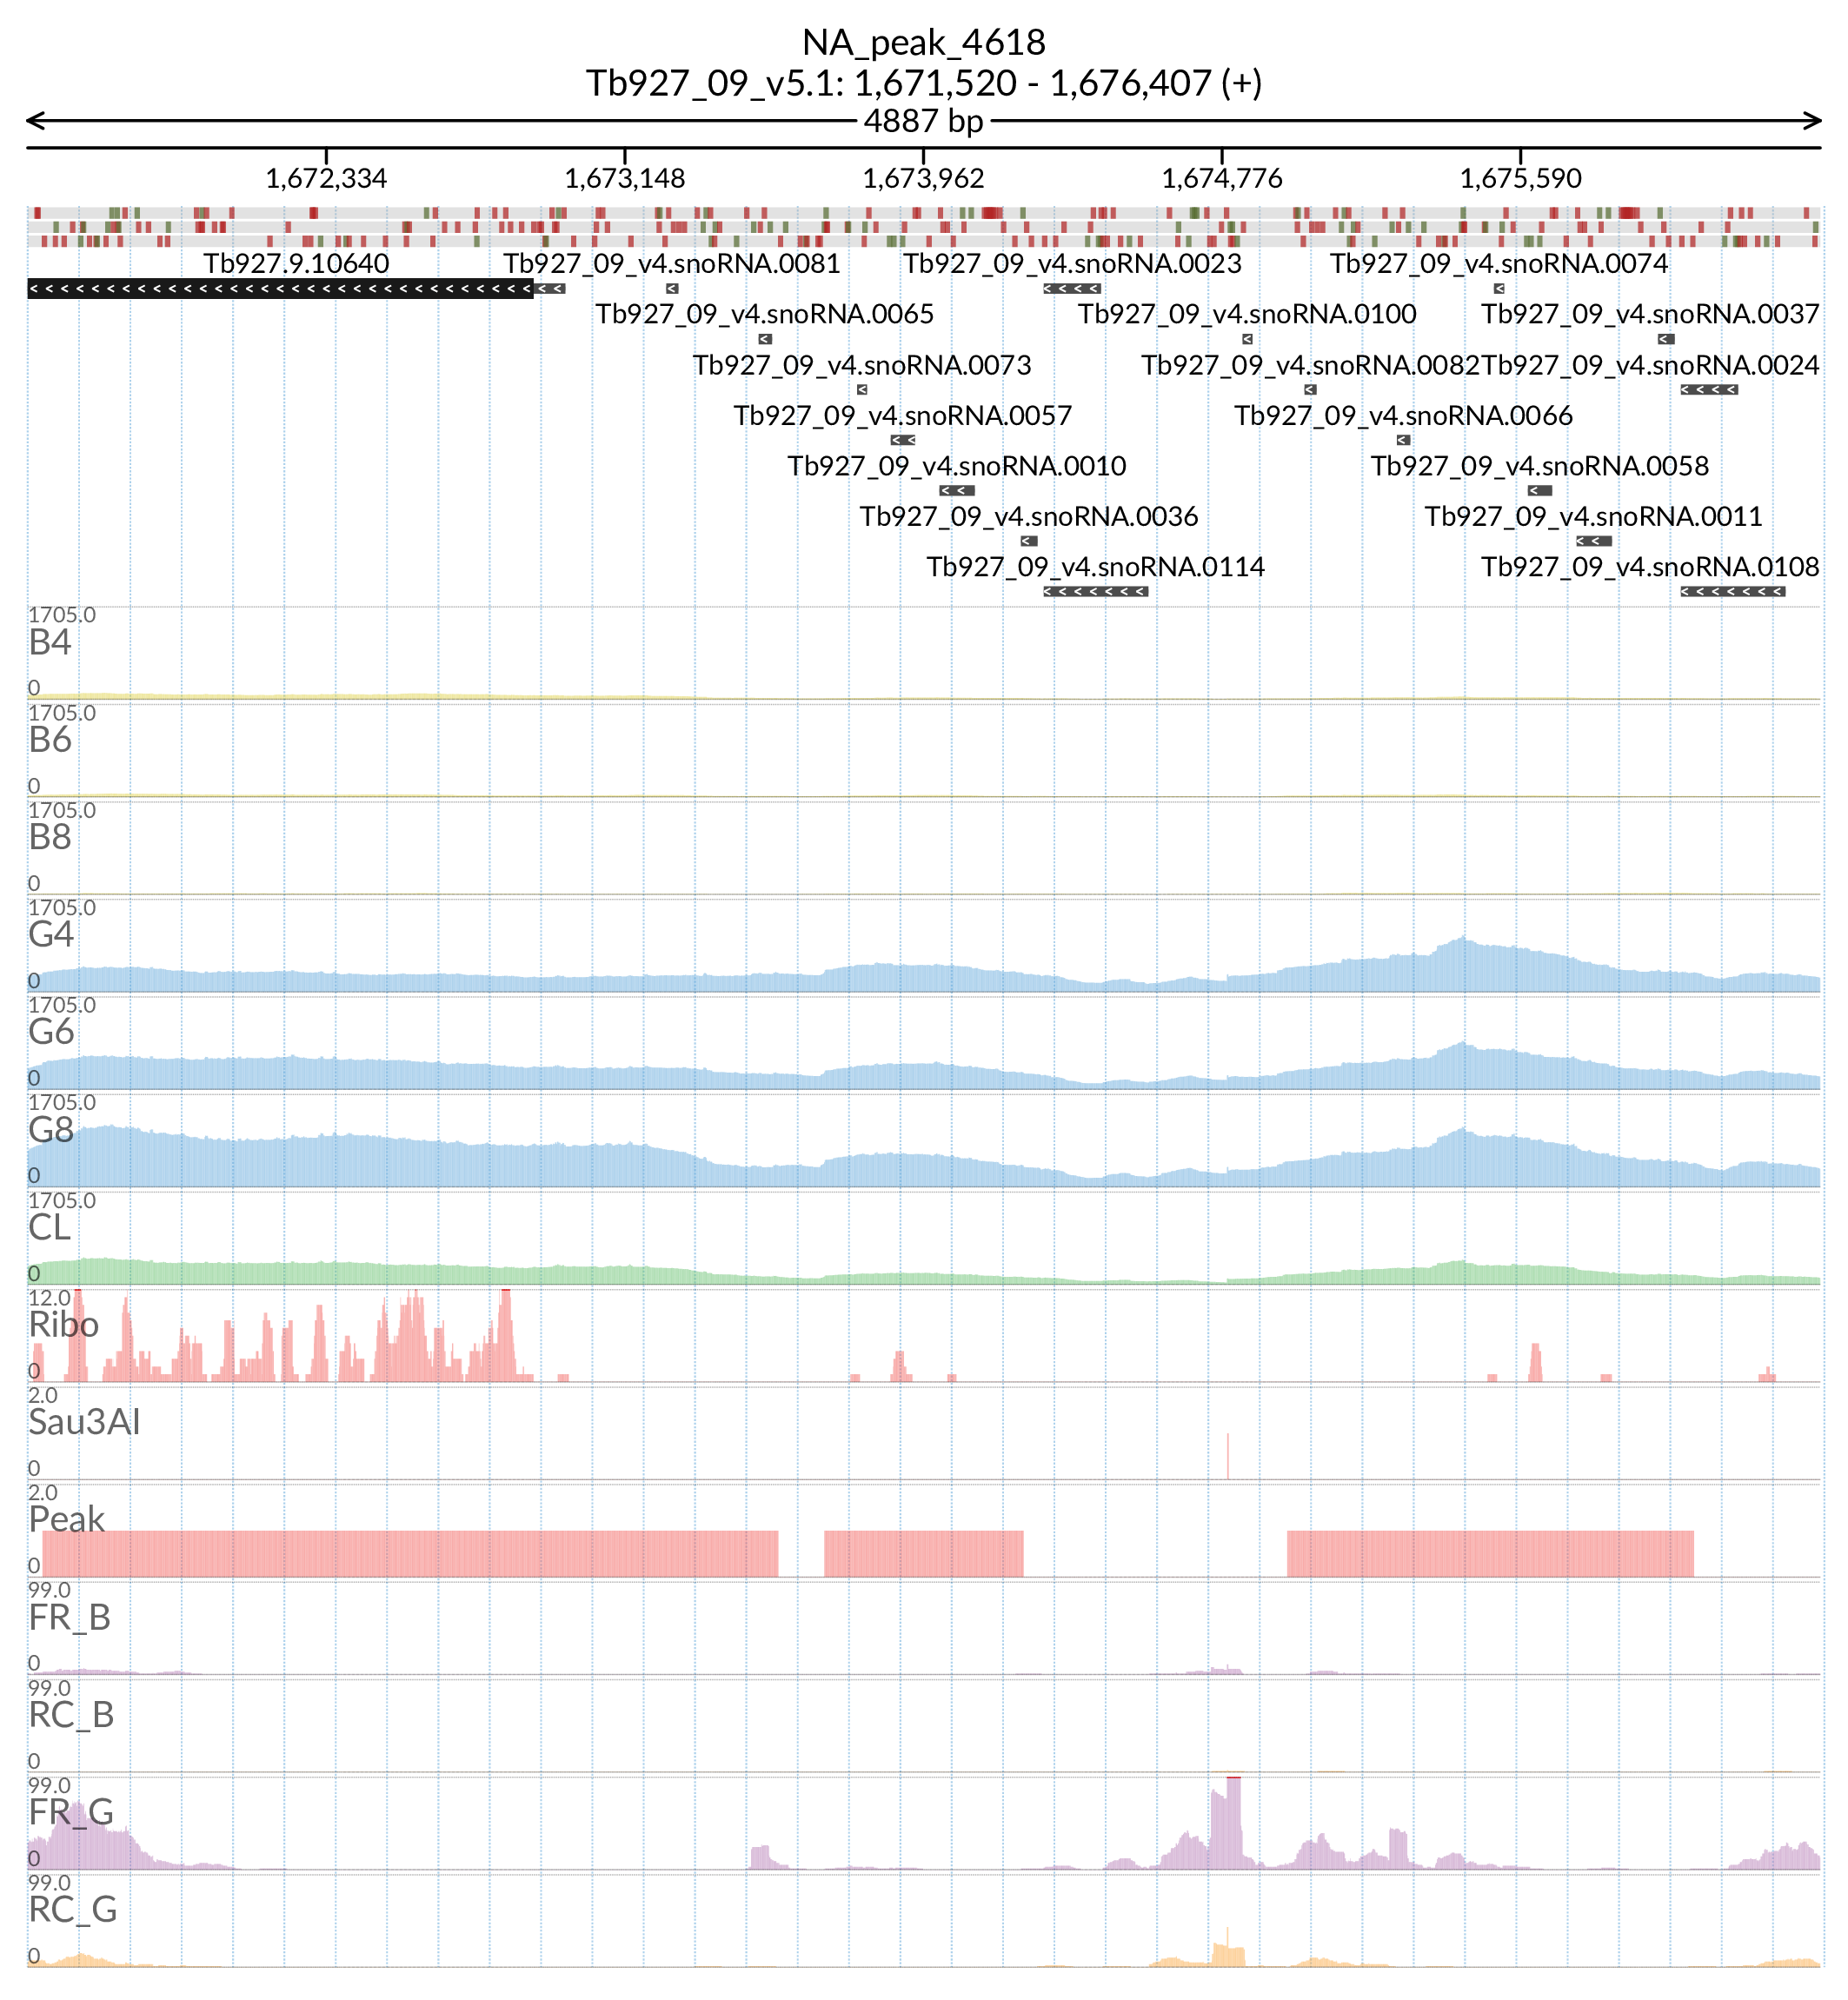 NA_peak_4618
Tb927_09_v5.1: 1,671,520 - 1,676,407 (+)
4887 bp
1,672,334 1,673,148 1,673,962 1,674,776 1,675,590
Tb927.9.10640 Tb927_09_v4.snoRNA.0081 Tb927_09_v4.snoRNA.0023 Tb927_09_v4.snoRNA.0074
Tb927_09_v4.snoRNA.0065 Tb927_09_v4.snoRNA.0100 Tb927_09_v4.snoRNA.0037
Tb927_09_v4.snoRNA.0073 Tb927_09_v4.snoRNA.0082 Tb927_09_v4.snoRNA.0024
Tb927_09_v4.snoRNA.0057 Tb927_09_v4.snoRNA.0066
Tb927_09_v4.snoRNA.0010 Tb927_09_v4.snoRNA.0058
Tb927_09_v4.snoRNA.0036 Tb927_09_v4.snoRNA.0011
Tb927_09_v4.snoRNA.0114 Tb927_09_v4.snoRNA.0108
1705.0
B4
0
1705.0
B6
0
1705.0
B8
0
1705.0
G4
0
1705.0
G6
0
1705.0
G8
0
1705.0
CL
0
12.0
Ribo
0
2.0
Sau3AI
0
2.0
Peak
0
99.0
FR_B
0
99.0
RC_B
0
99.0
FR_G
0
99.0
RC_G
0